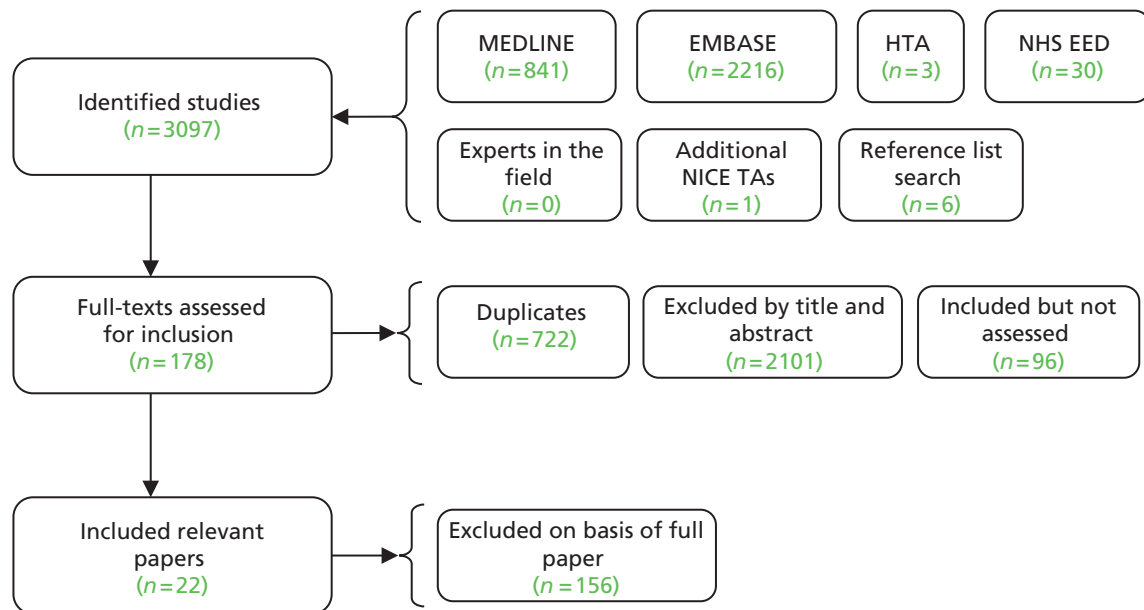 MEDLINE
(n=841)
EMBASE
(n=2216)
HTA
(n=3)
NHS EED
(n=30)
Identified studies
(n=3097)
Experts in the
field
(n=0)
Additional
NICE TAs
(n=1)
Reference list
search
(n=6)
Full-texts assessed
for inclusion
(n=178)
Duplicates
(n=722)
Excluded by title and
abstract
(n=2101)
Included but not
assessed
(n=96)
Included relevant
papers
(n=22)
Excluded on basis of full
paper
(n=156)